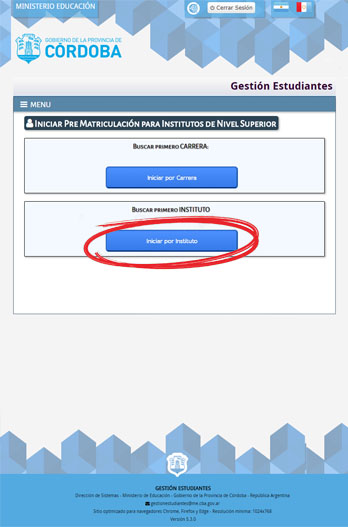 MINISTERIO EDUCACIÓN
Cerrar Sesión
GOBIERNO DE LA PROVINCIA DE
CÓRDOBA
Gestión Estudiantes
MENU
Iniciar Pre Matriculación para Institutos de Nivel Superior
Buscar primero CARRERA:
Iniciar por Carrera
Buscar primero INSTITUTO
Iniciar por Instituto
GESTIÓN ESTUDIANTES
Dirección de Sistemas - Ministerio de Educación - Gobierno de la Provincia de Córdoba - República Argentina
gestionestudiantes@me.cba.gov.ar
Sitio optimizado para navegadores Chrome, Firefox y Edge - Resolución mínima: 1024x768
Versión 5.3.0